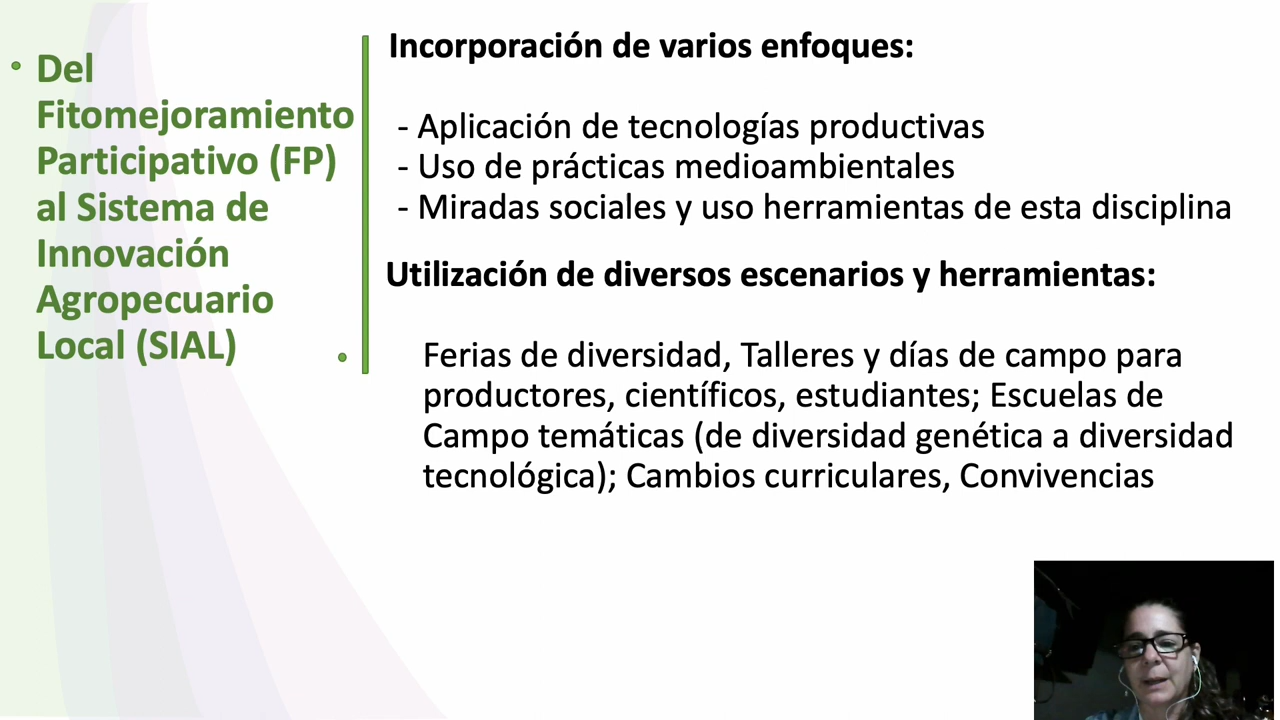 Del
Fitomejoramiento
Participativo (FP)
al Sistema de
Innovación
Agropecuario
Local (SIAL)
Incorporación de varios enfoques:
- Aplicación de tecnologías productivas
- Uso de prácticas medioambientales
- Miradas sociales y uso herramientas de esta disciplina
Utilización de diversos escenarios y herramientas:
Ferias de diversidad, Talleres y días de campo para
productores, científicos, estudiantes; Escuelas de
Campo temáticas (de diversidad genética a diversidad
tecnológica); Cambios curriculares, Convivencias